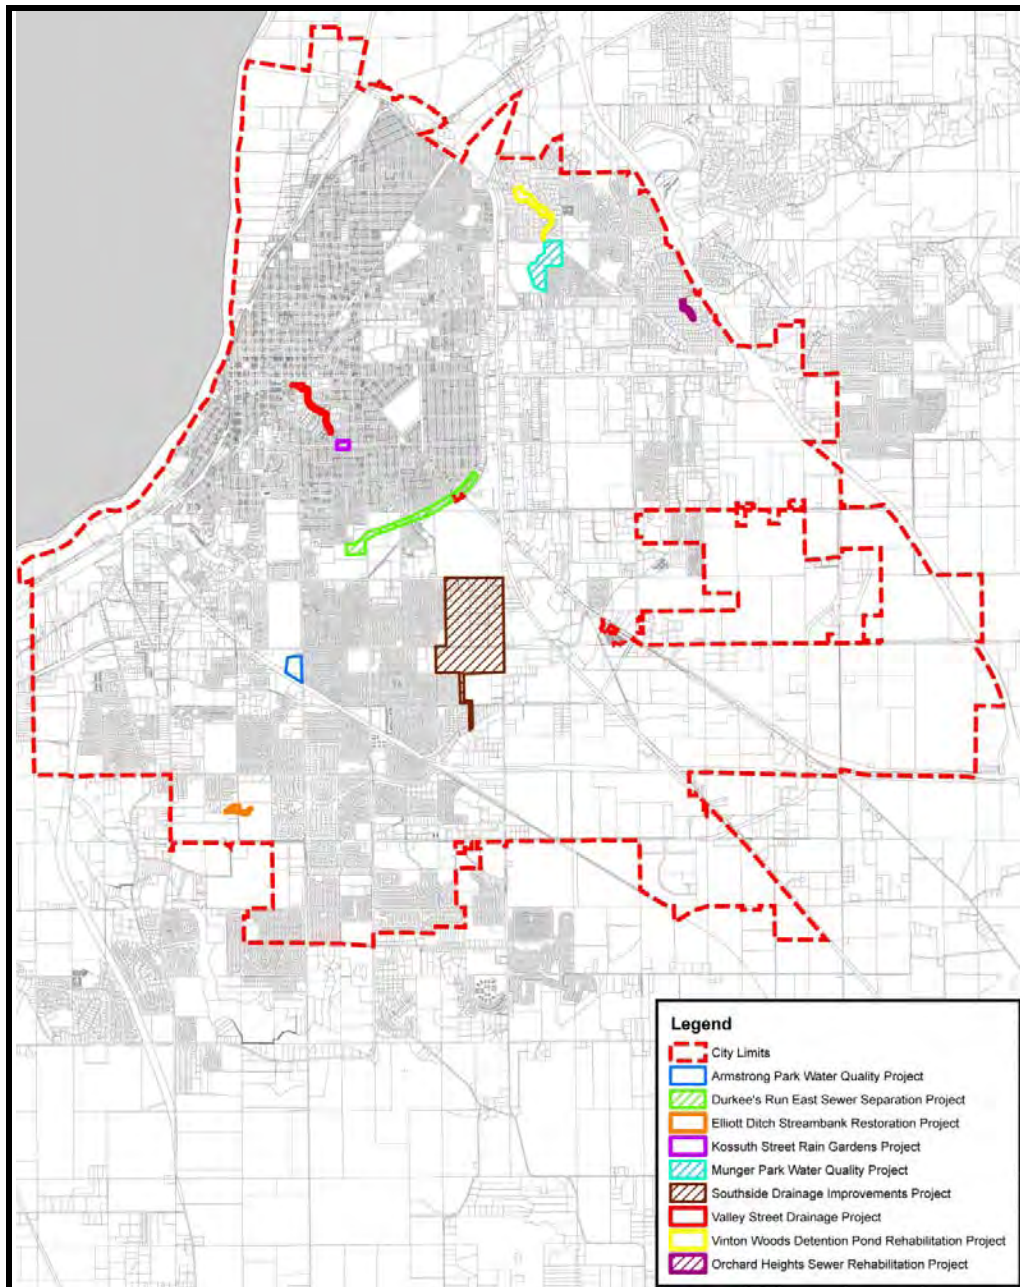 Legend
City Limits
Armstrong Park Water Quality Project
Durkee's Run East Sewer Separation Project
Elliott Ditch Streambank Restoration Project
Kossuth Street Rain Gardens Project
Munger Park Water Quality Project
Southside Drainage Improvements Project
Valley Street Drainage Project
Vinton Woods Detention Pond Rehabilitation Project
Orchard Heights Sewer Rehabilitation Project